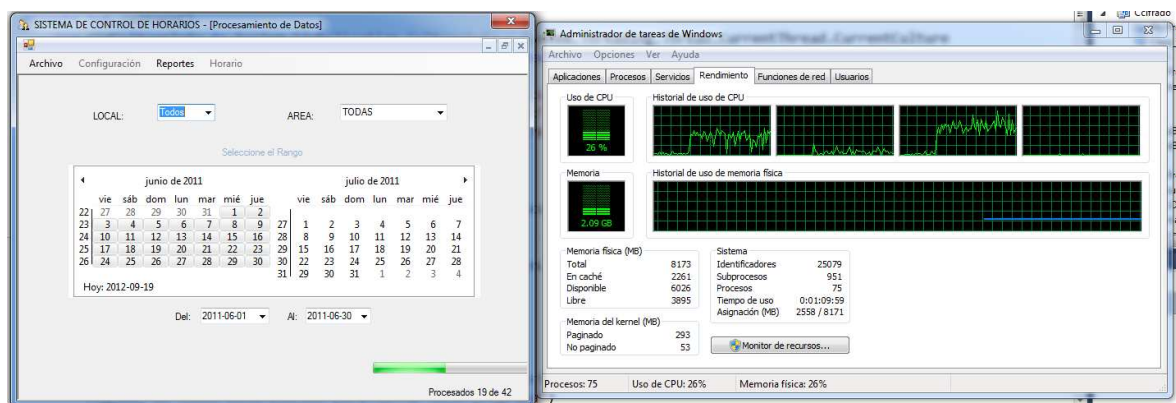 SISTEMA DE CONTROL DE HORARIOS - [Procesamiento de Datos]
Archivo Configuración Reportes Horario
LOCAL: Todos AREA: TODAS
Seleccione el Rango
junio de 2011 julio de 2011
vie sáb dom lun mar mié jue vie sáb dom lun mar mié jue
22 27 28 29 30 31 1 2
23 3 4 5 6 7 8 9 27 1 2 3 4 5 6 7
24 10 11 12 13 14 15 16 28 8 9 10 11 12 13 14
25 17 18 19 20 21 22 23 29 15 16 17 18 19 20 21
26 24 25 26 27 28 29 30 30 22 23 24 25 26 27 28
31 29 30 31 1 2 3 4
Hoy: 2012-09-19
Del: 2011-06-01 Al: 2011-06-30
Procesados 19 de 42
Ccifrado
CurrentThread.CurrentCulture
Administrador de tareas de Windows
Archivo Opciones Ver Ayuda
Aplicaciones Procesos Servicios Rendimiento Funciones de red Usuarios
Uso de CPU Historial de uso de CPU
26 %
Memoria Historial de uso de memoria física
2.09 GB
Memoria física (MB)
Total 8173
En caché 2261
Disponible 6026
Libre 3895
Memoria del kernel (MB)
Paginado 293
No paginado 53
Sistema
Identificadores 25079
Subprocesos 951
Procesos 75
Tiempo de uso 0:01:09:59
Asignación (MB) 2558 / 8171
Monitor de recursos...
Procesos: 75 Uso de CPU: 26% Memoria física: 26%